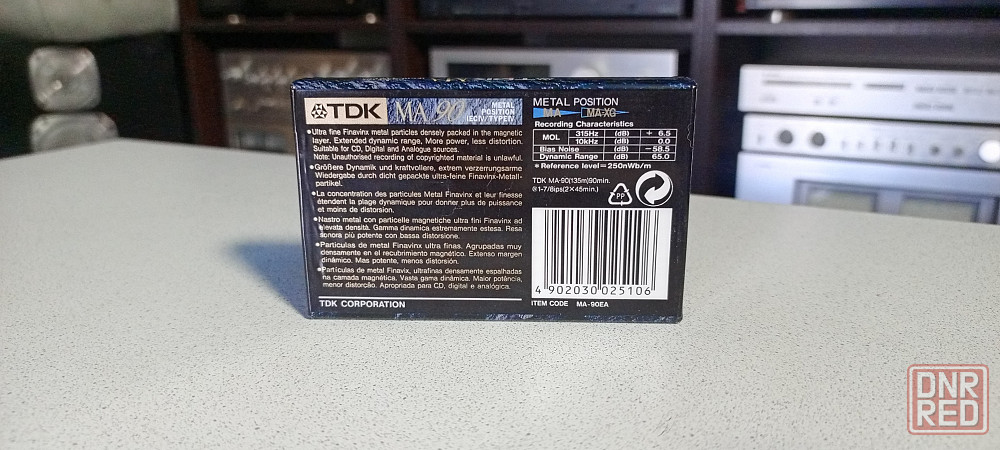 TDK MA 90 METAL
POSITION
IECIV/TYPEIV
•Ultra fine Finavinx metal particles densely packed in the magnetic
layer. Extended dynamic range, More power, less distortion.
Suitable for CD, Digital and Analogue sources.
Note: Unauthorised recording of copyrighted material is unlawful.
•Größere Dynamik und kraftvollere, extrem verzerrungsarme
Wiedergabe durch dicht gepackte ultra-feine Finavinx-Metall-
partikel.
•La concentration des particules Metal Finavinx et leur finesse
étendent la plage dynamique pour donner plus de puissance
et moins de distorsion.
•Nastro metal con particelle magnetiche ultra fini Finavinx ad
elevata densità. Gamma dinamica estremamente estesa. Resa
sonora più potente con bassa distorsione.
•Particulas de metal Finavinx ultra finas. Agrupadas muy
densamente en el recubrimiento magnético. Extenso margen
dinámico. Mas potente, menos distorsión.
•Partículas de metal Finavix, ultrafinas densamente espalhadas
na camada magnética. Vasta gama dinâmica. Maior potência,
menor distorção. Apropriada para CD, digital e analógica.
TDK CORPORATION
METAL POSITION
MA MA-XG
Recording Characteristics
MOL 315Hz (dB) + 6.5
10kHz (dB) 0.0
Bias Noise (dB) −58.5
Dynamic Range (dB) 65.0
• Reference level=250nWb/m
TDK MA-90(135m)90min.
@1-7/8ips(2×45min.)
PP
4 902030 025106
ITEM CODE MA-90EA
DNR
RED